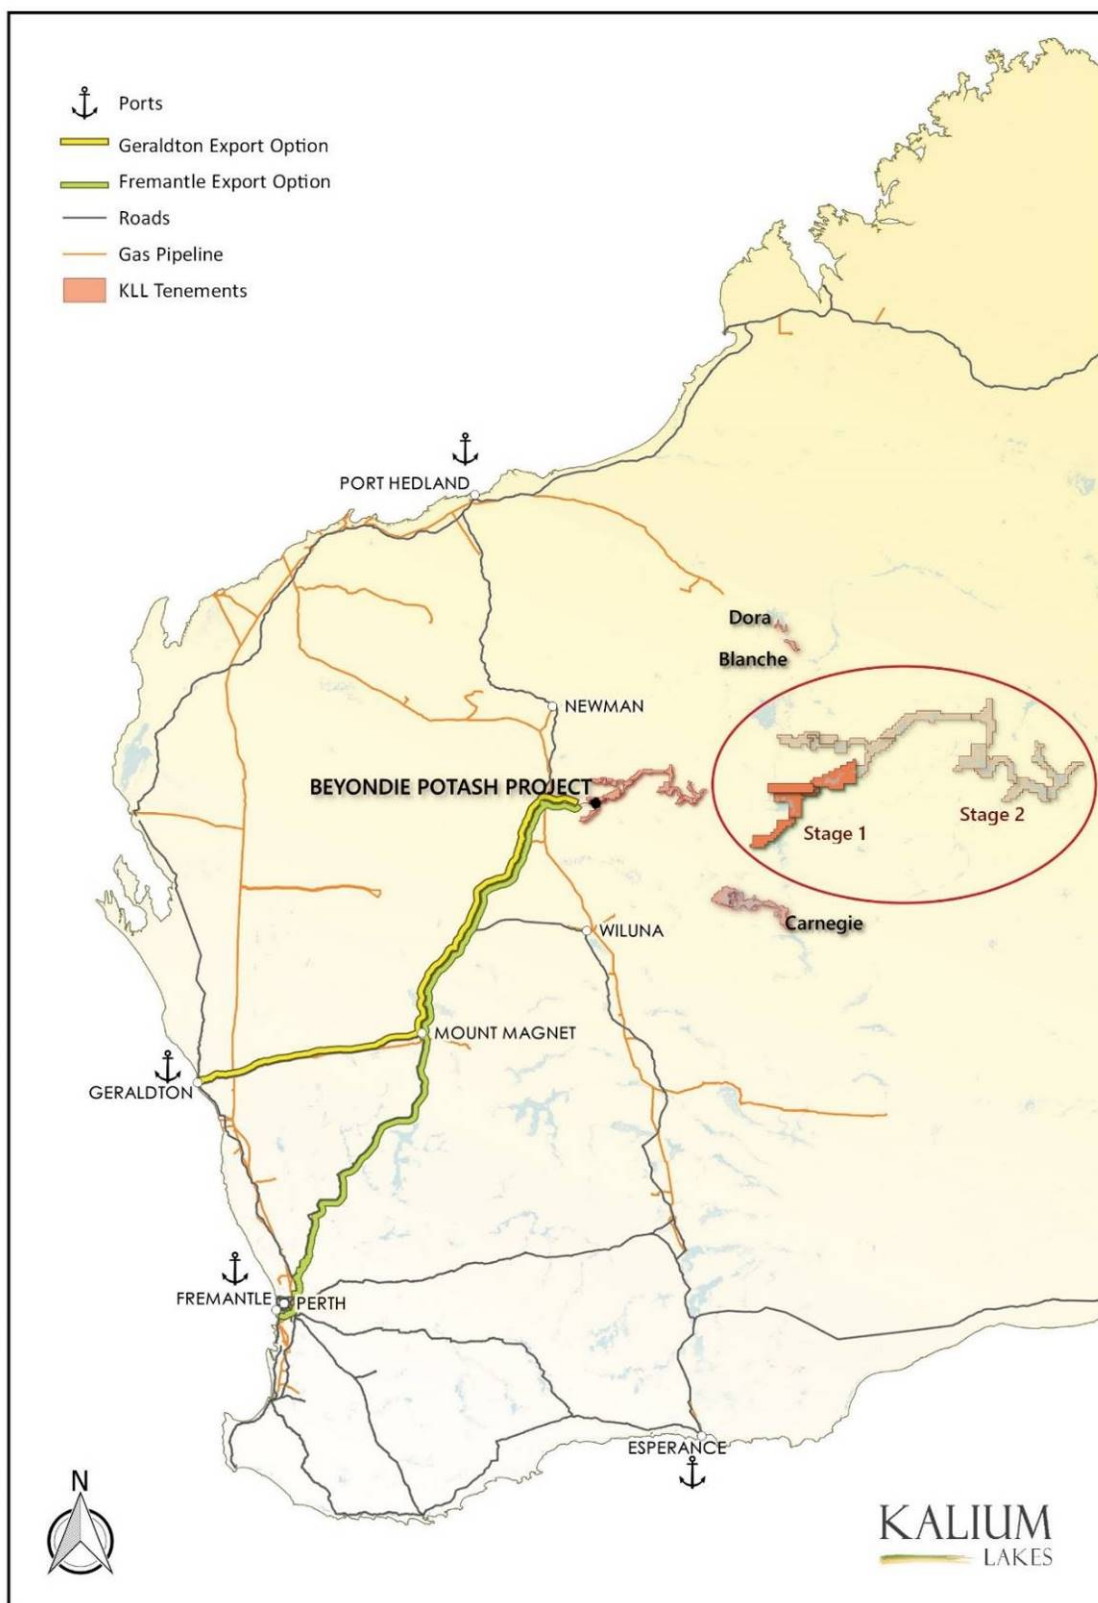 Ports
Geraldton Export Option
Fremantle Export Option
Roads
Gas Pipeline
KLL Tenements
PORT HEDLAND
Dora
Blanche
NEWMAN
BEYONDIE POTASH PROJECT
Stage 1
Stage 2
Carnegie
WILUNA
MOUNT MAGNET
GERALDTON
FREMANTLE
PERTH
ESPERANCE
N
KALIUM
LAKES